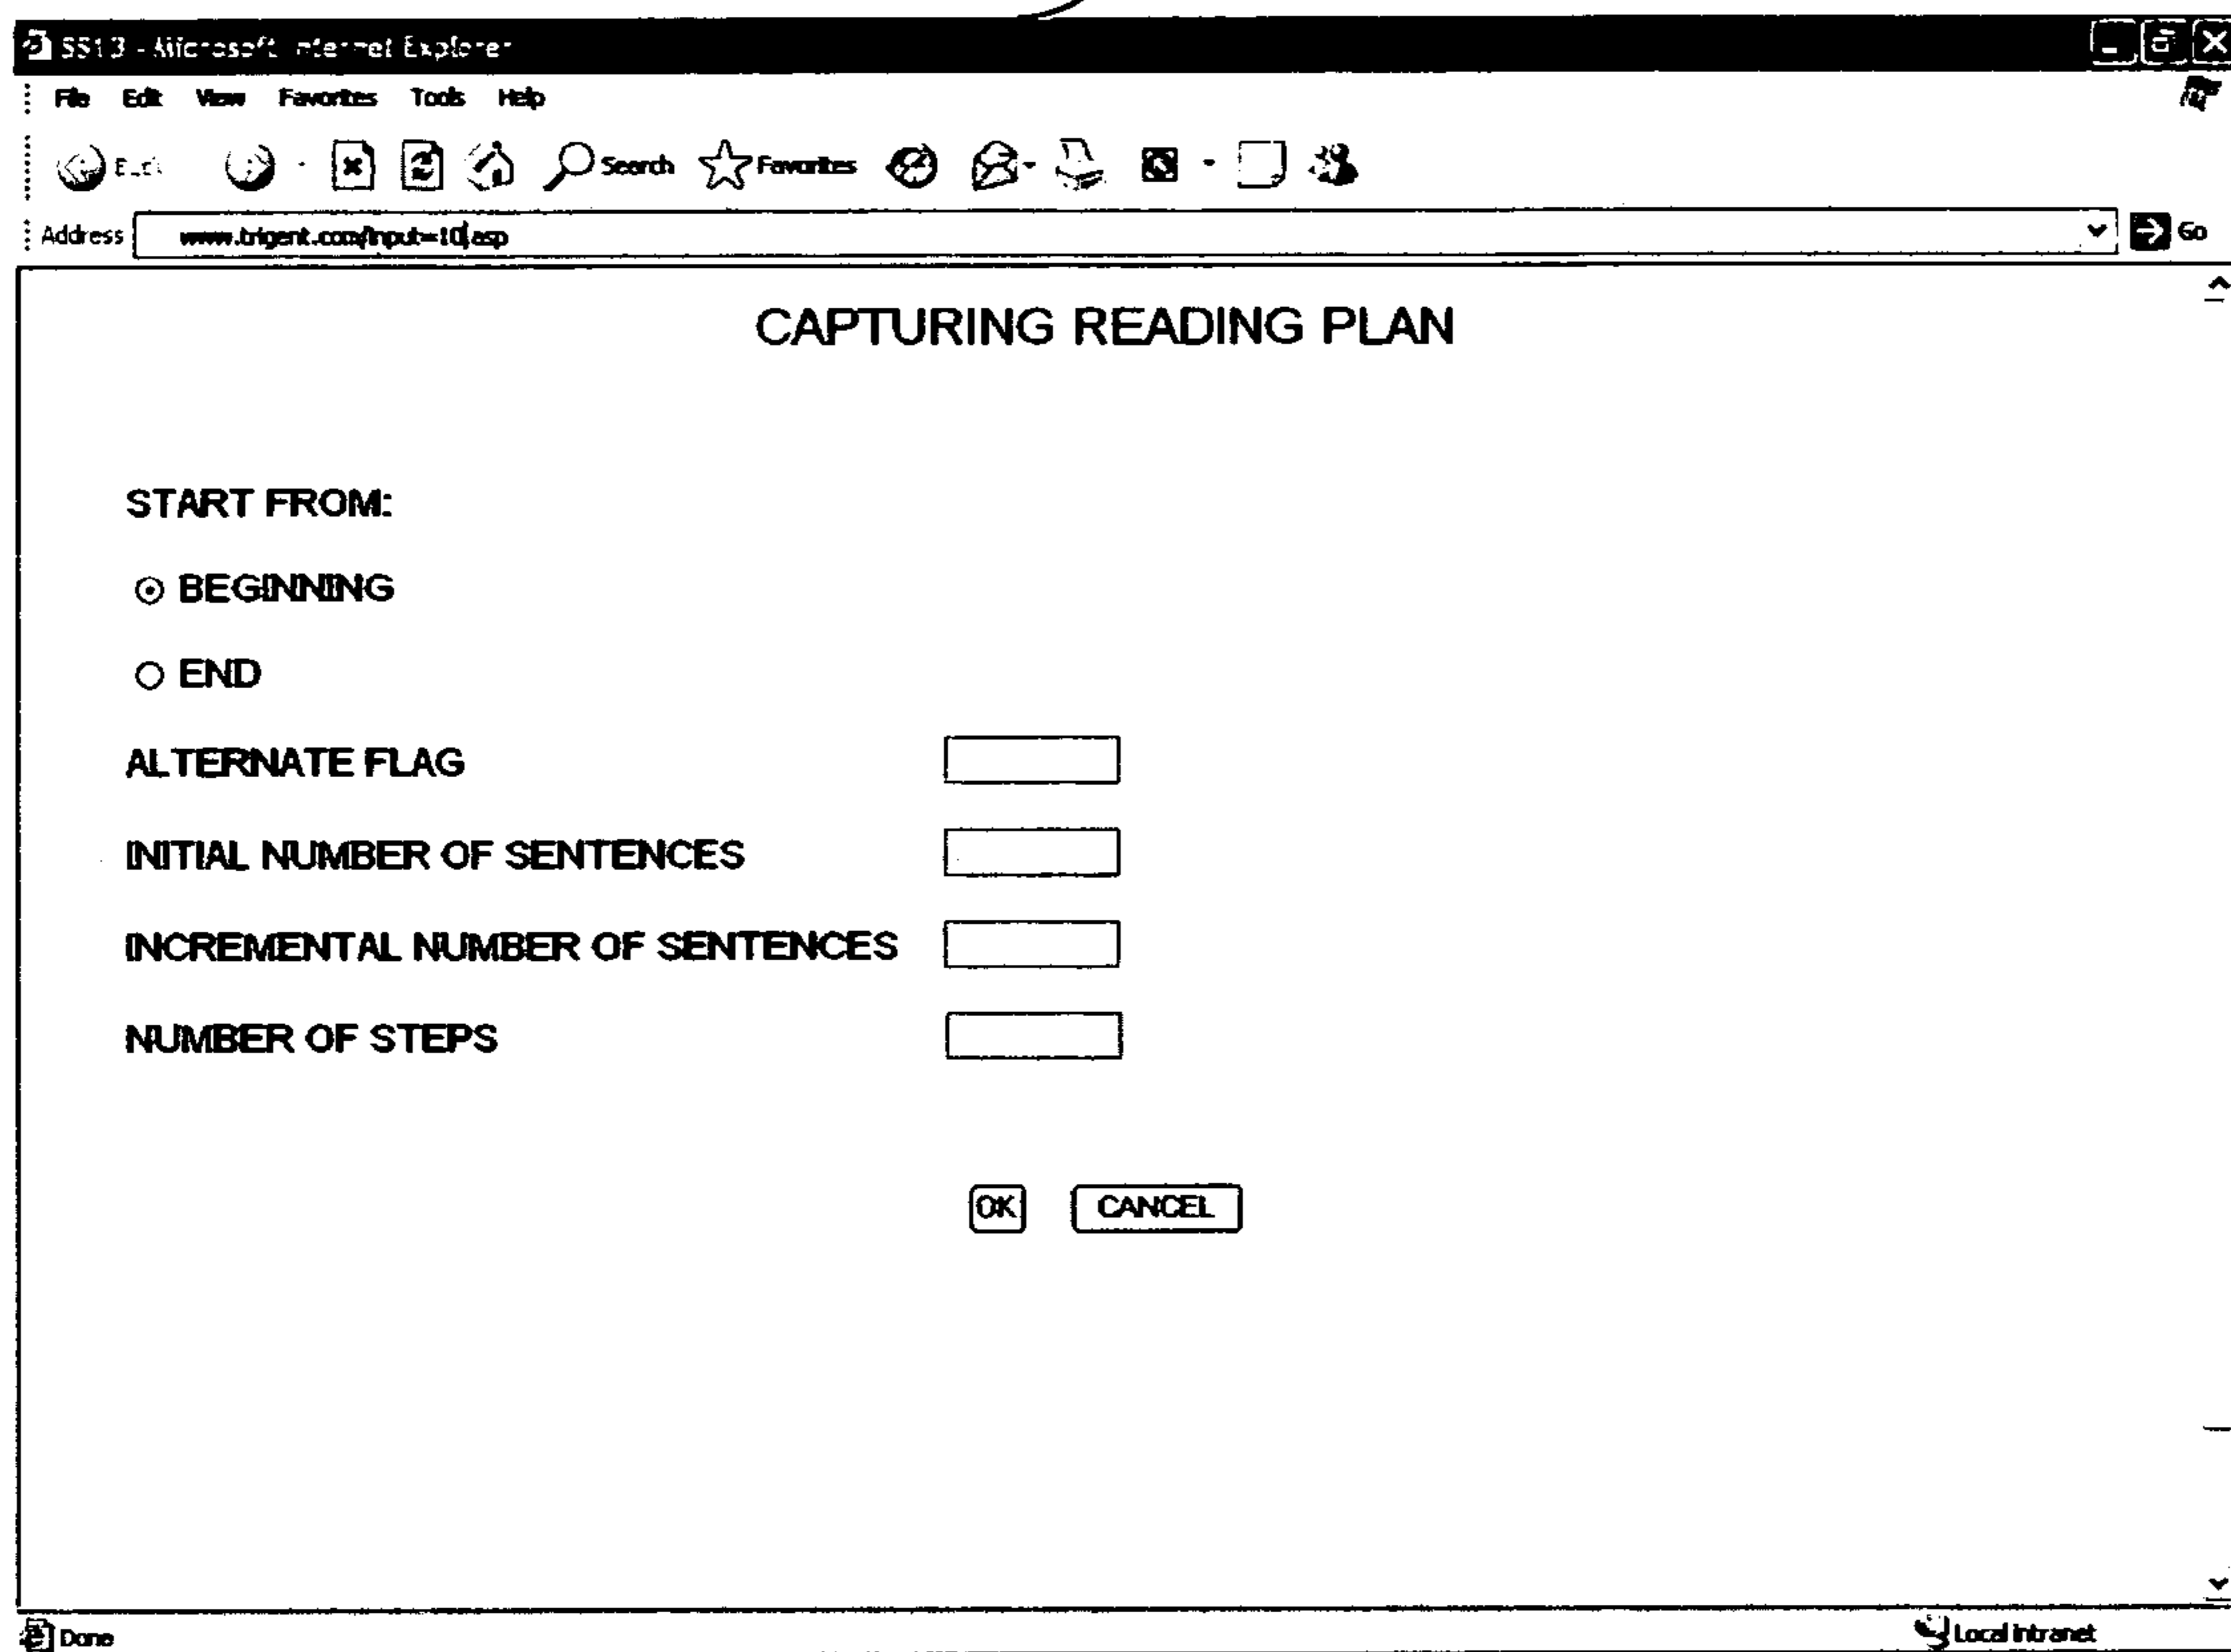 SS13 - Microsoft Internet Explorer
File Edit View Favorites Tools Help
Back Search Favorites
Address www.trigent.com/Input=10.asp Go
CAPTURING READING PLAN
START FROM:
BEGINNING
END
ALTERNATE FLAG
INITIAL NUMBER OF SENTENCES
INCREMENTAL NUMBER OF SENTENCES
NUMBER OF STEPS
OK CANCEL
Done Local intranet